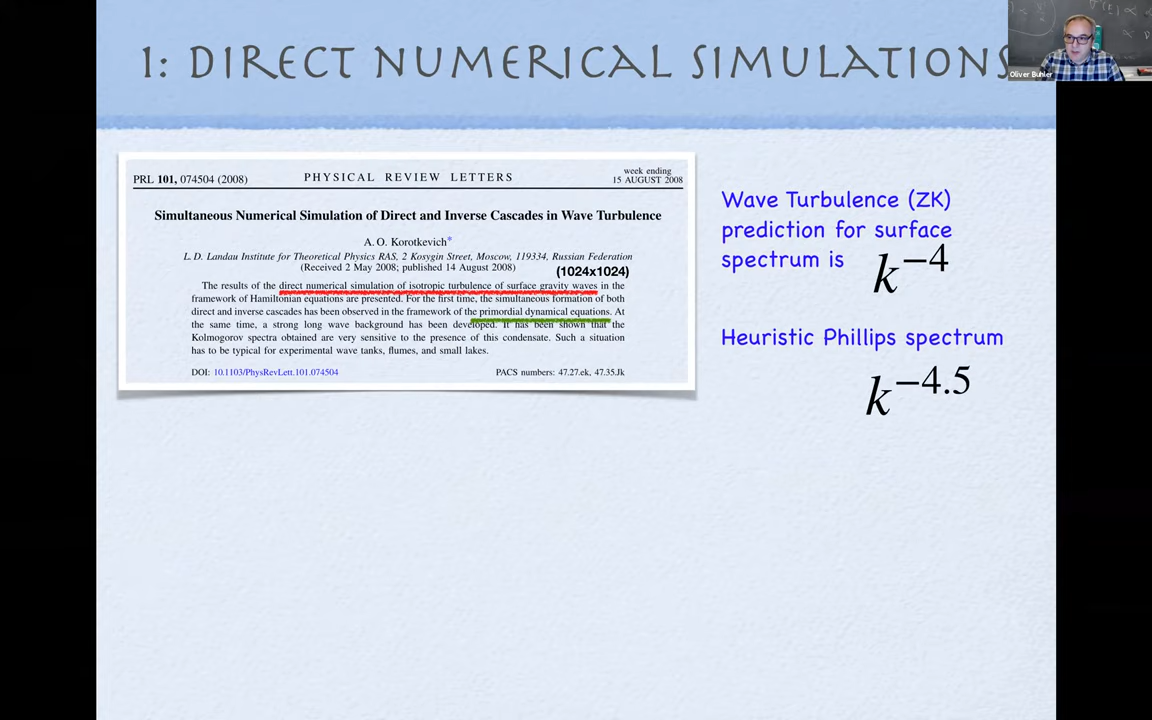 1: DIRECT NUMERICAL SIMULATIONS
Oliver Buhler
PRL 101, 074504 (2008)
PHYSICAL REVIEW LETTERS
week ending
15 AUGUST 2008
Simultaneous Numerical Simulation of Direct and Inverse Cascades in Wave Turbulence
A. O. Korotkevich*
L. D. Landau Institute for Theoretical Physics RAS, 2 Kosygin Street, Moscow, 119334, Russian Federation
(Received 2 May 2008; published 14 August 2008)
(1024x1024)
The results of the direct numerical simulation of isotropic turbulence of surface gravity waves in the
framework of Hamiltonian equations are presented. For the first time, the simultaneous formation of both
direct and inverse cascades has been observed in the framework of the primordial dynamical equations. At
the same time, a strong long wave background has been developed. It has been shown that the
Kolmogorov spectra obtained are very sensitive to the presence of this condensate. Such a situation
has to be typical for experimental wave tanks, flumes, and small lakes.
DOI: 10.1103/PhysRevLett.101.074504
PACS numbers: 47.27.ek, 47.35.Jk
Wave Turbulence (ZK)
prediction for surface
spectrum is k^{-4}
Heuristic Phillips spectrum
k^{-4.5}